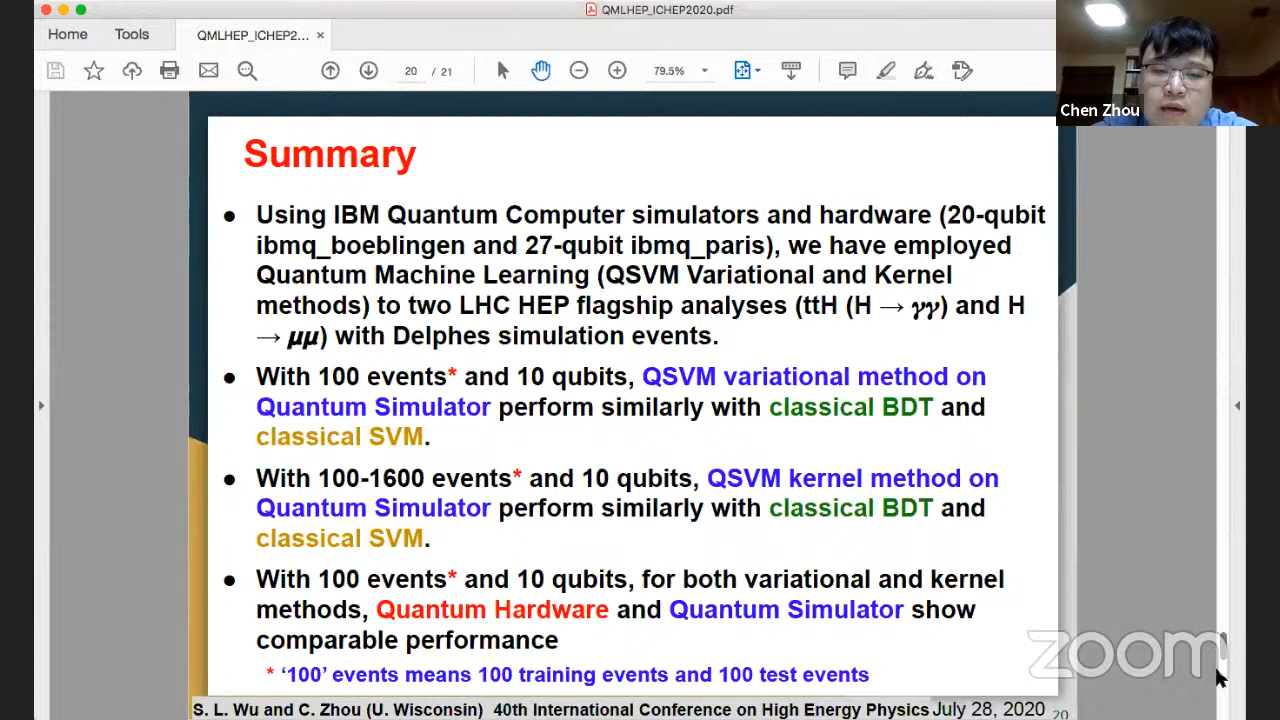 QMLHEP_ICHEP2020.pdf
Home Tools QMLHEP_ICHEP2... ×
20 / 21 79.5%
Chen Zhou
Summary
● Using IBM Quantum Computer simulators and hardware (20-qubit
ibmq_boeblingen and 27-qubit ibmq_paris), we have employed
Quantum Machine Learning (QSVM Variational and Kernel
methods) to two LHC HEP flagship analyses (ttH (H → γγ) and H
→ μμ) with Delphes simulation events.
● With 100 events* and 10 qubits, QSVM variational method on
Quantum Simulator perform similarly with classical BDT and
classical SVM.
● With 100-1600 events* and 10 qubits, QSVM kernel method on
Quantum Simulator perform similarly with classical BDT and
classical SVM.
● With 100 events* and 10 qubits, for both variational and kernel
methods, Quantum Hardware and Quantum Simulator show
comparable performance
* ‘100’ events means 100 training events and 100 test events
zoom
S. L. Wu and C. Zhou (U. Wisconsin) 40th International Conference on High Energy Physics July 28, 2020 20